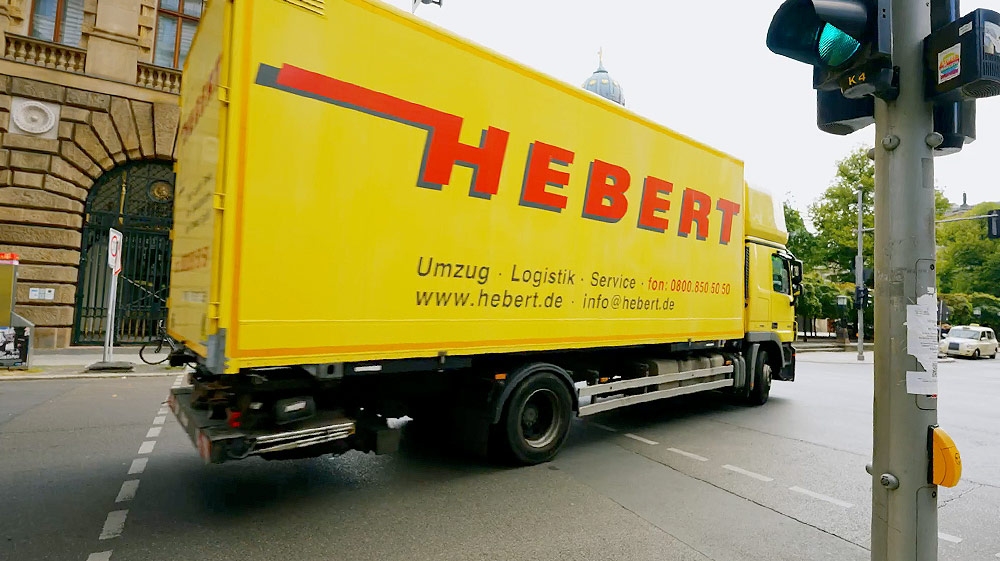 HEBERT
Umzug · Logistik · Service · fon: 0800.850 50 50
www.hebert.de · info@hebert.de
K4